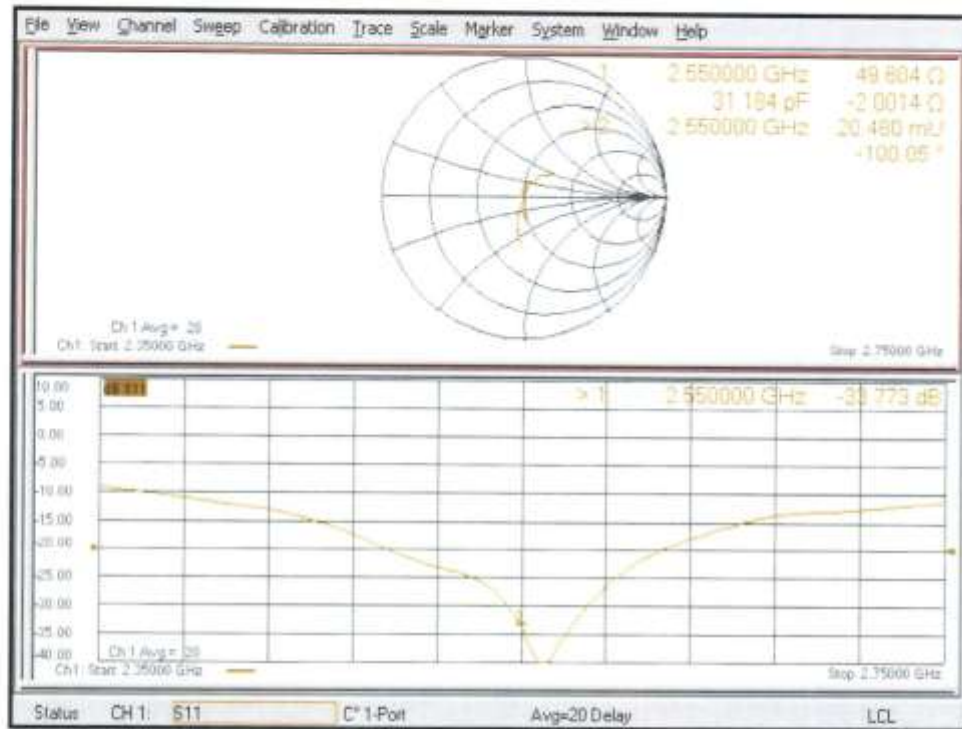 File View Channel Sweep Calibration Trace Scale Marker System Window Help
1 2.550000 GHz 49.804 Ω
31.184 pF -2.0014 Ω
2.550000 GHz 20.480 mU
-100.05 °
Ch 1 Avg = 20
Ch1: Start 2.35000 GHz
Stop 2.75000 GHz
> 1 2.550000 GHz -33.773 dB
10.00
5.00
0.00
-5.00
-10.00
-15.00
-20.00
-25.00
-30.00
-35.00
-40.00
Ch 1 Avg = 20
Ch1: Start 2.35000 GHz
Stop 2.75000 GHz
Status CH 1: S11 C* 1-Port Avg=20 Delay LCL